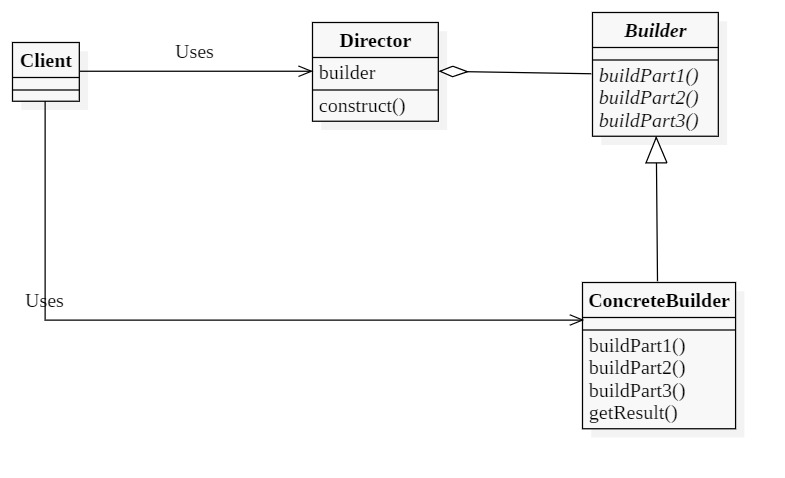 Client
Uses
Director
builder
construct()
Builder
buildPart1()
buildPart2()
buildPart3()
Uses
ConcreteBuilder
buildPart1()
buildPart2()
buildPart3()
getResult()